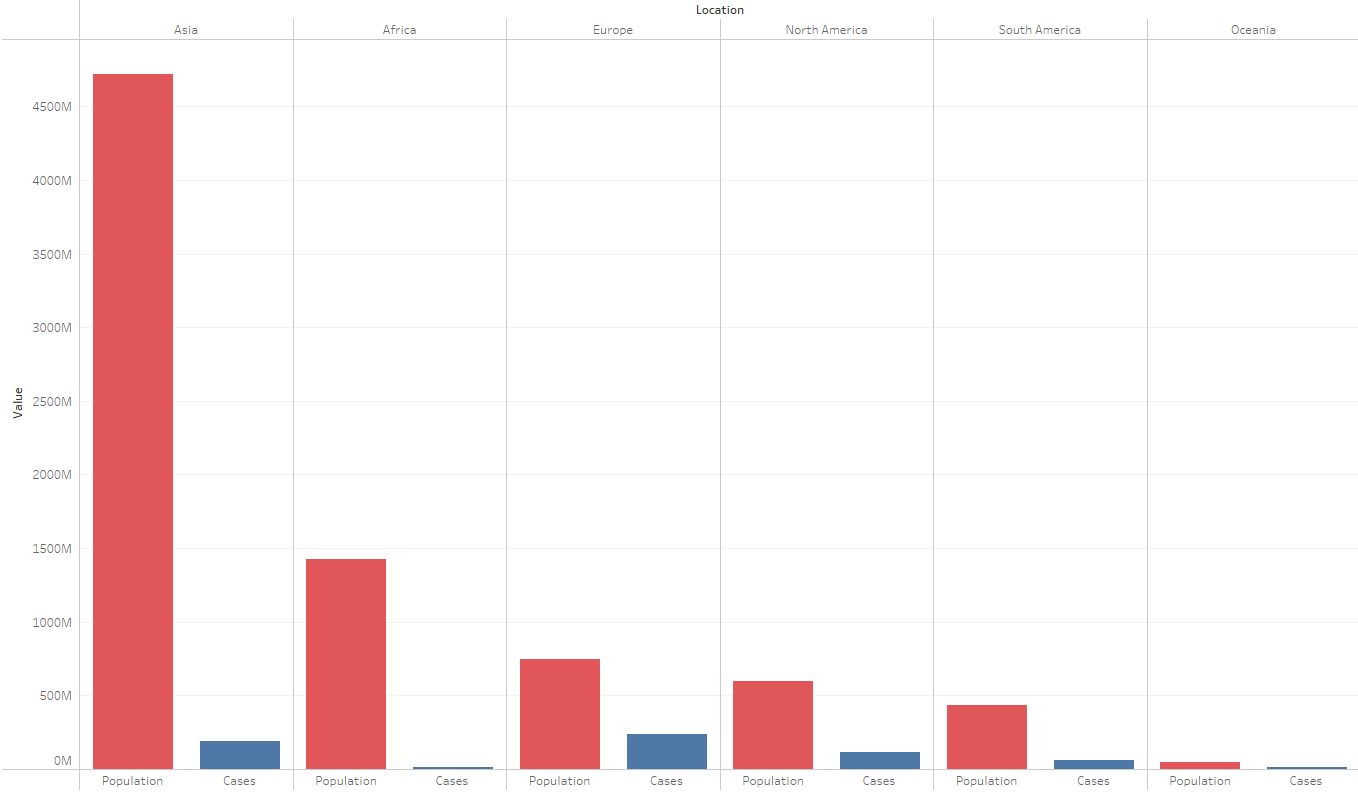 Location
Asia Africa Europe North America South America Oceania
4500M
4000M
3500M
3000M
2500M
2000M
1500M
1000M
500M
0M
Value
Population Cases Population Cases Population Cases Population Cases Population Cases Population Cases